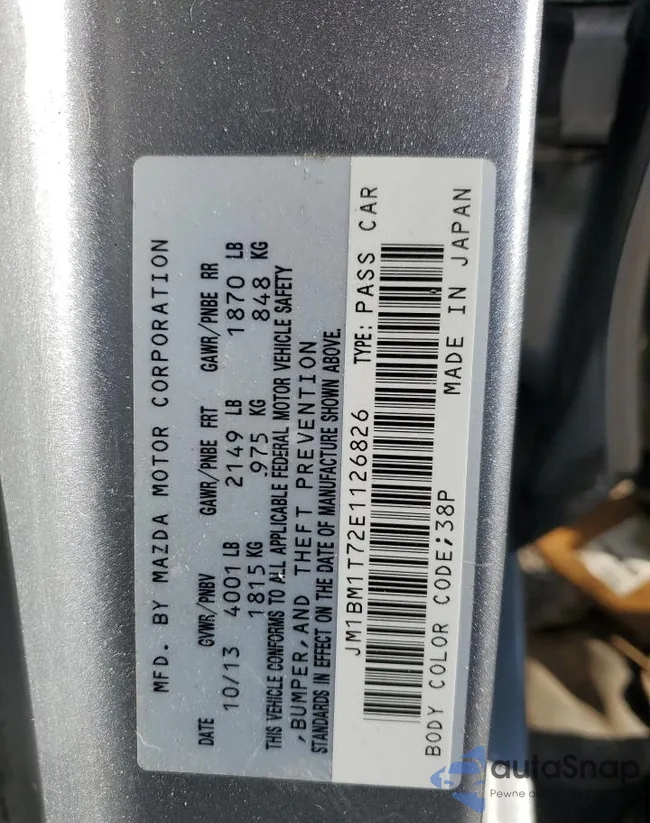 MFD. BY MAZDA MOTOR CORPORATION
DATE GVWR/PNBV GAWR/PNBE FRT GAWR/PNBE RR
10/13 4001 LB 2149 LB 1870 LB
1815 KG 975 KG 848 KG
THIS VEHICLE CONFORMS TO ALL APPLICABLE FEDERAL MOTOR VEHICLE SAFETY
,BUMPER,AND THEFT PREVENTION
STANDARDS IN EFFECT ON THE DATE OF MANUFACTURE SHOWN ABOVE.
JM1BM1T72E1126826 TYPE: PASS CAR
BODY COLOR CODE;38P MADE IN JAPAN
autoSnap
Pewne auto